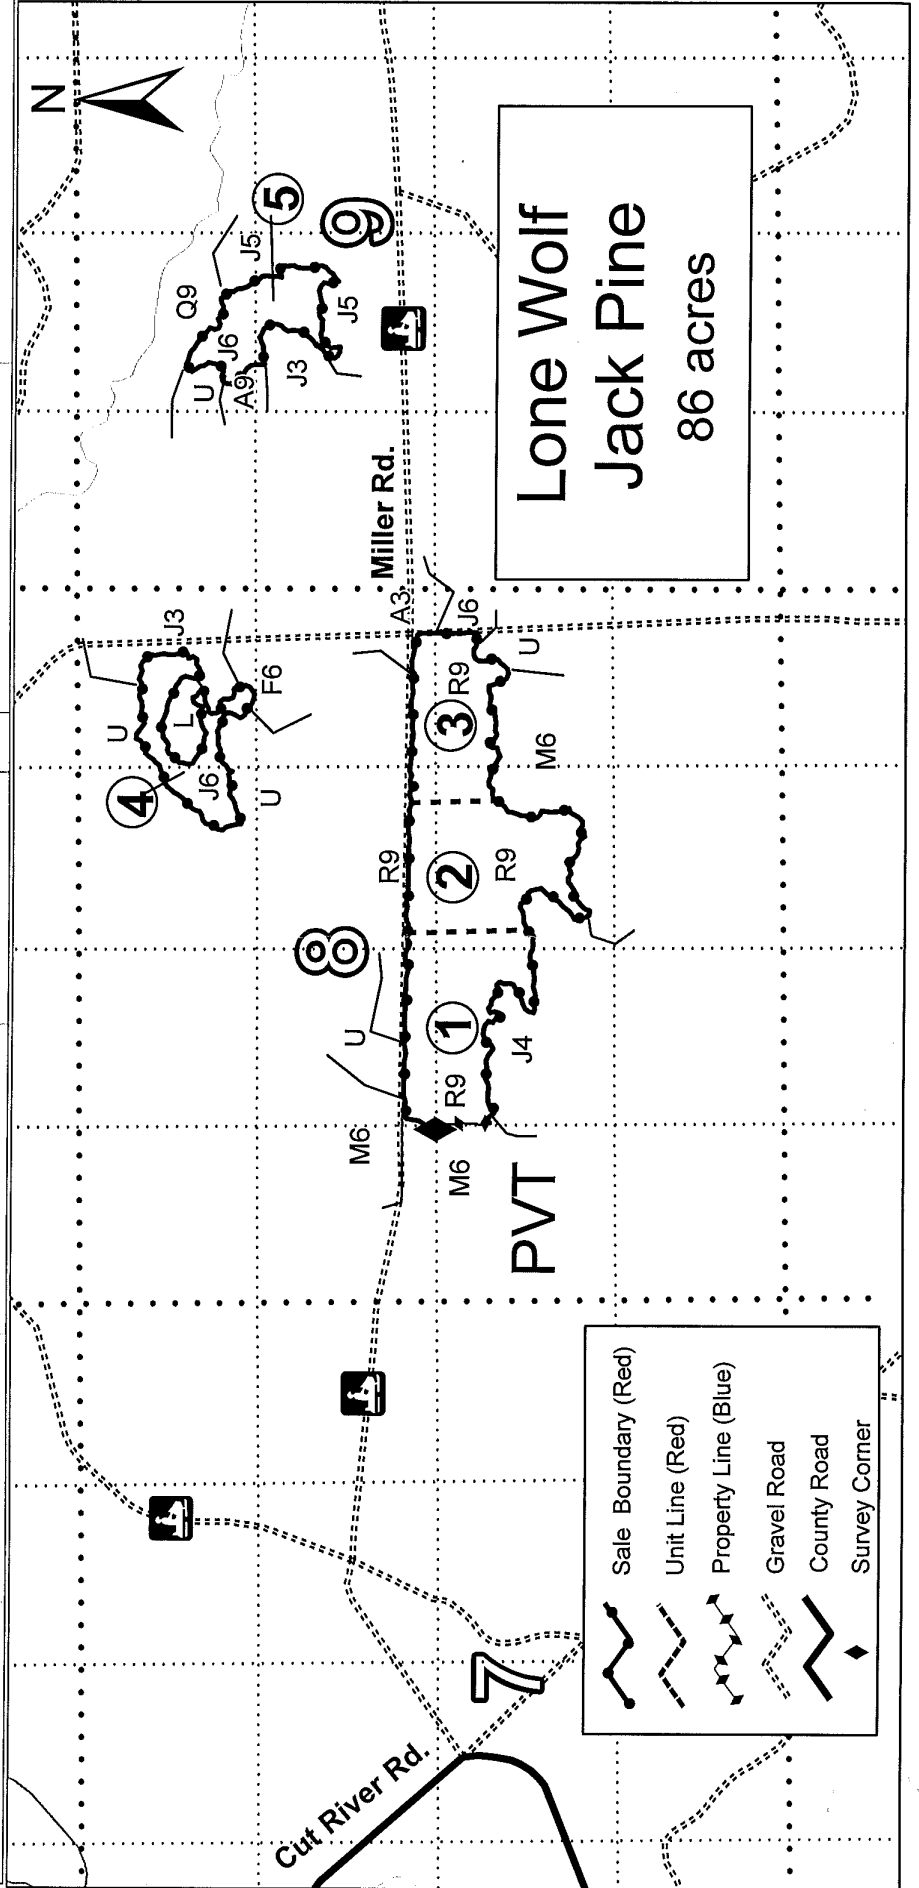 N
U
4
J3
L
Q9
U
J6
J6
A9
J5
U
F6
5
J3
8
J5
U
9
M6
Cut River Rd.
Miller Rd.
R9
A3
M6
R9
1
2
3
R9
J6
7
R9
J4
U
PVT
M6
Lone Wolf
Jack Pine
86 acres
Sale Boundary (Red)
Unit Line (Red)
Property Line (Blue)
Gravel Road
County Road
Survey Corner